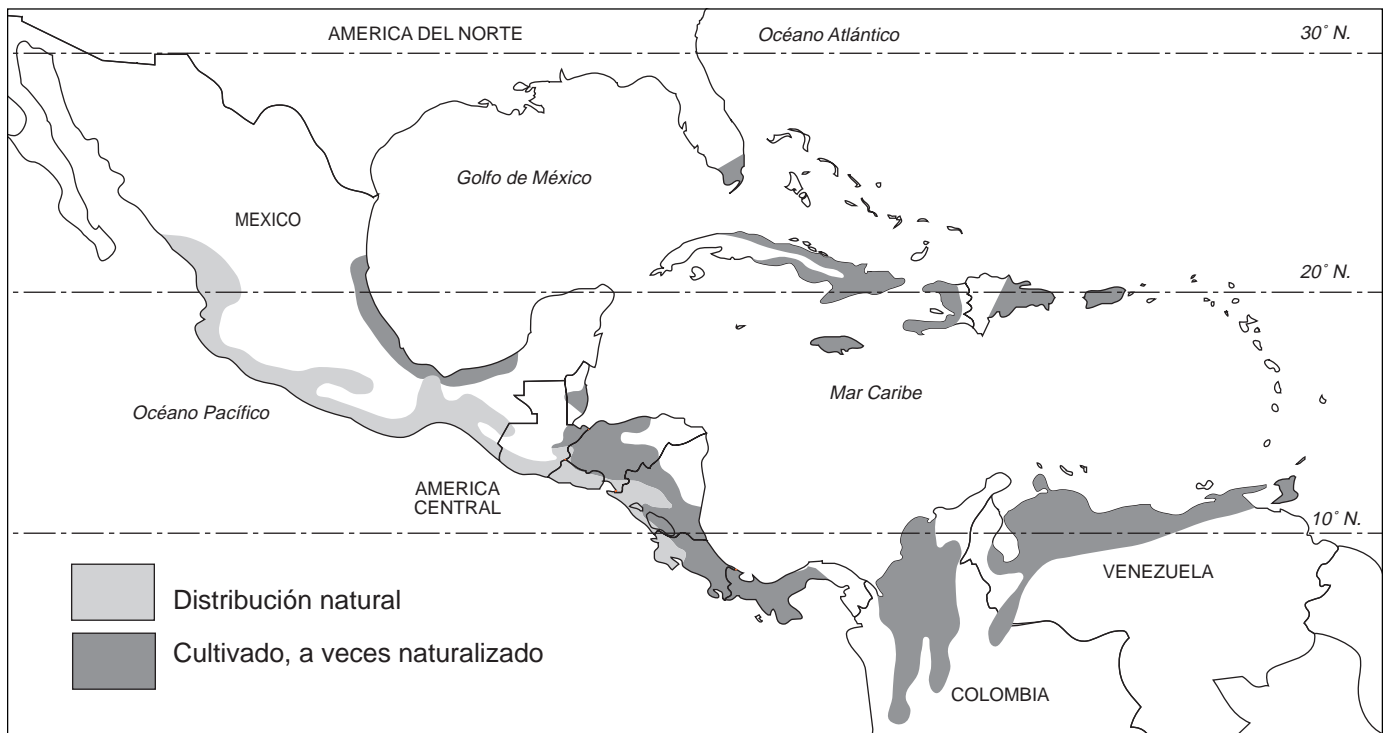 AMERICA DEL NORTE
Océano Atlántico
30° N.
Golfo de México
MEXICO
20° N.
Mar Caribe
Océano Pacífico
AMERICA
CENTRAL
10° N.
VENEZUELA
Distribución natural
Cultivado, a veces naturalizado
COLOMBIA